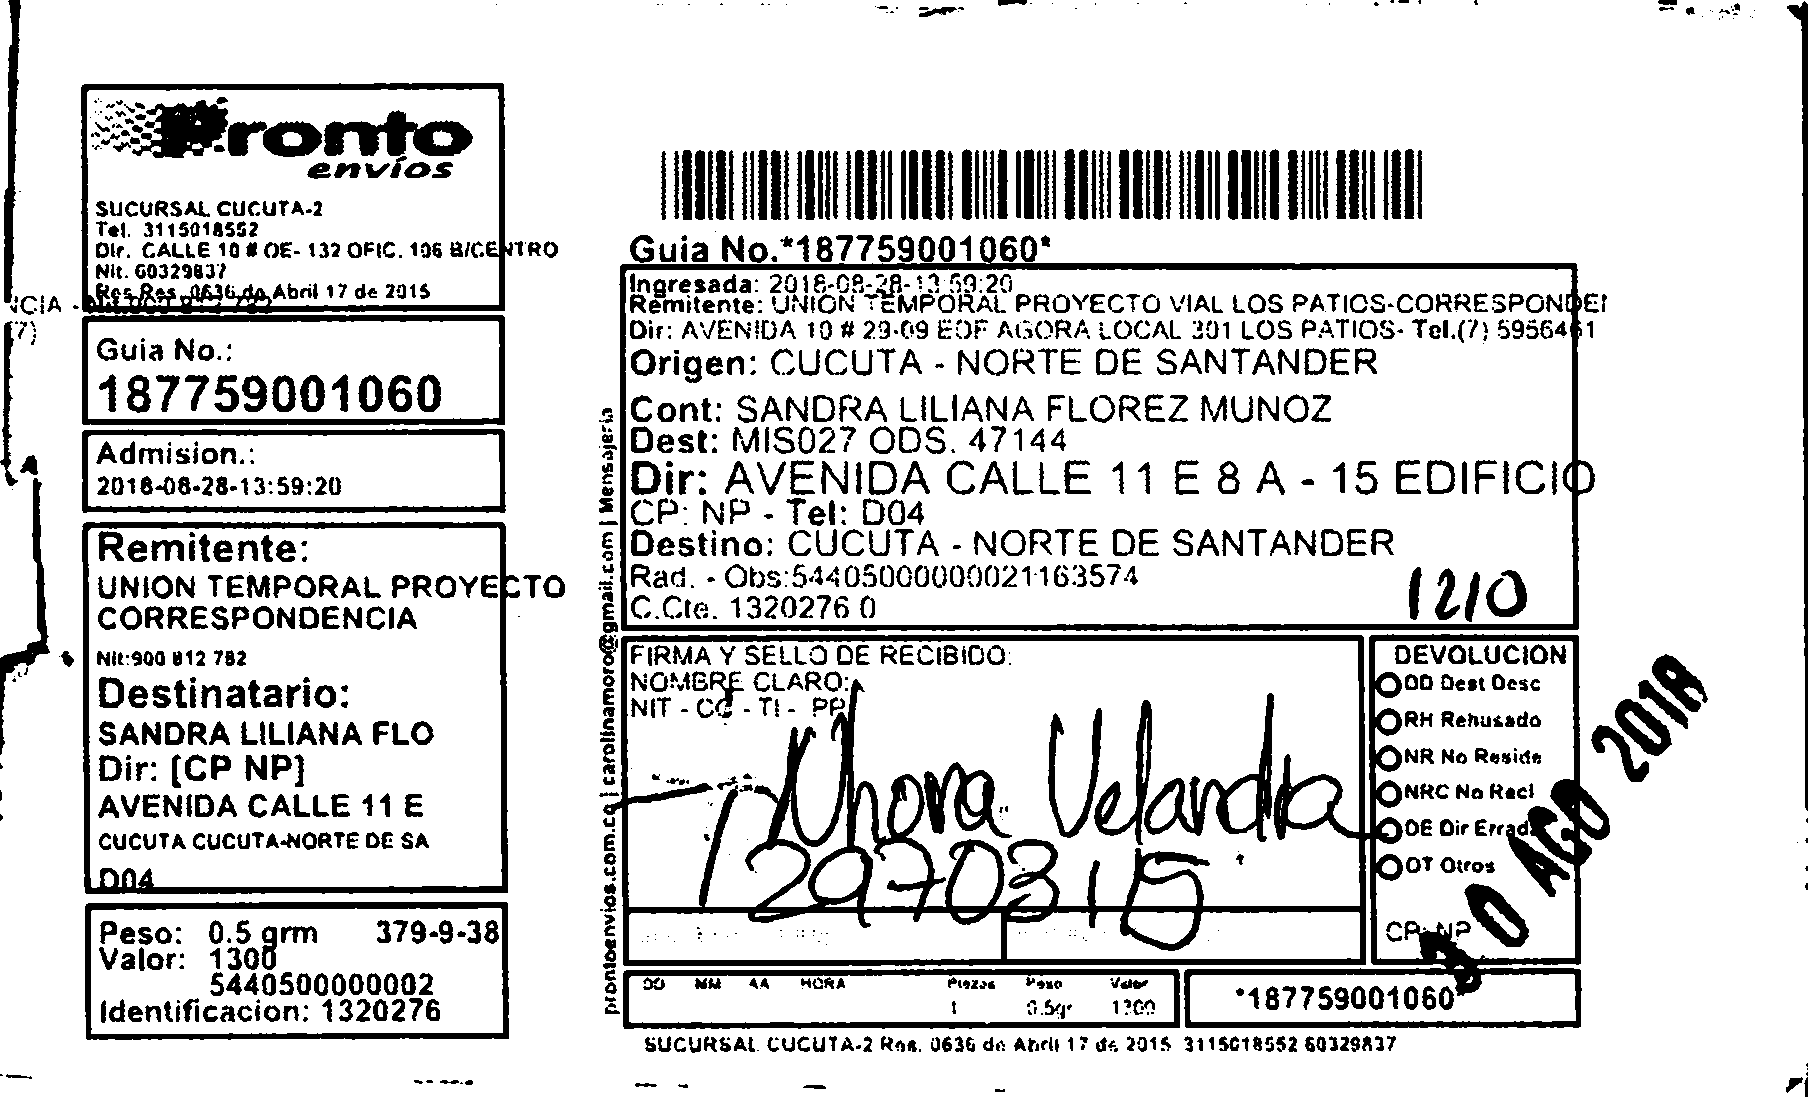 Pronto
envíos
SUCURSAL CUCUTA-2
Tel. 3115018552
Dir. CALLE 10 # OE- 132 OFIC. 106 B/CENTRO
Nit. 60329837
Res Res. 0636 de Abril 17 de 2015
Guia No.:
187759001060
Admision.:
2018-08-28-13:59:20
Remitente:
UNION TEMPORAL PROYECTO
CORRESPONDENCIA
Nit:900 812 782
Destinatario:
SANDRA LILIANA FLO
Dir: [CP NP]
AVENIDA CALLE 11 E
CUCUTA CUCUTA-NORTE DE SA
D04
Peso: 0.5 grm 379-9-38
Valor: 1300
5440500000002
Identificacion: 1320276
Guia No.*187759001060*
Ingresada: 2018-08-28-13:59:20
Remitente: UNION TEMPORAL PROYECTO VIAL LOS PATIOS-CORRESPONDEI
Dir: AVENIDA 10 # 29-09 EDF AGORA LOCAL 301 LOS PATIOS- Tel.(7) 5956461
Origen: CUCUTA - NORTE DE SANTANDER
Cont: SANDRA LILIANA FLOREZ MUNOZ
Dest: MIS027 ODS. 47144
Dir: AVENIDA CALLE 11 E 8 A - 15 EDIFICIO
CP: NP - Tel: D04
Destino: CUCUTA - NORTE DE SANTANDER
Rad. - Obs:544050000000021163574
C.Cte. 1320276 0
1210
prontoenvios.com.co | carolinamoro@gmail.com | Mensajeria
FIRMA Y SELLO DE RECIBIDO:
NOMBRE CLARO:
NIT - CC - TI - PP
Nhora Velandia
2970315
DEVOLUCION
DD Dest Desc
RH Rehusado
NR No Reside
NRC No Recl
DE Dir Errada
OT Otros
CP: NP
30 AGO 2018
DD MM AA HORA Piezas Peso Valor
1 0.5gr 1300
*187759001060*
SUCURSAL CUCUTA-2 Res. 0636 de Abril 17 de 2015 3115018552 60329837